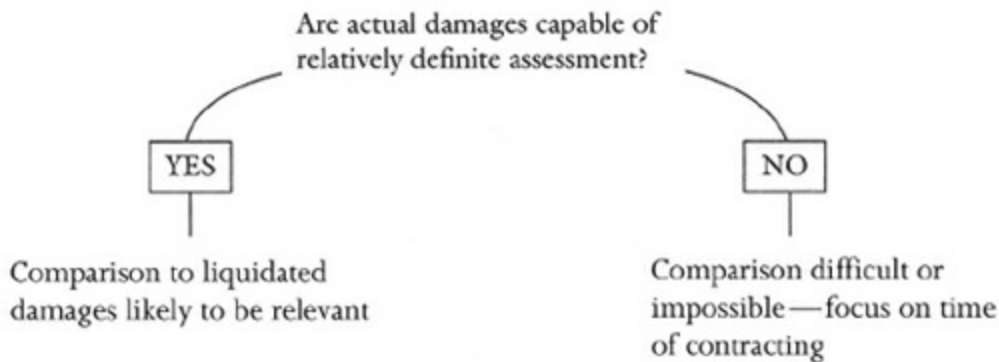 Are actual damages capable of
relatively definite assessment?
YES
NO
Comparison to liquidated
damages likely to be relevant
Comparison difficult or
impossible—focus on time
of contracting